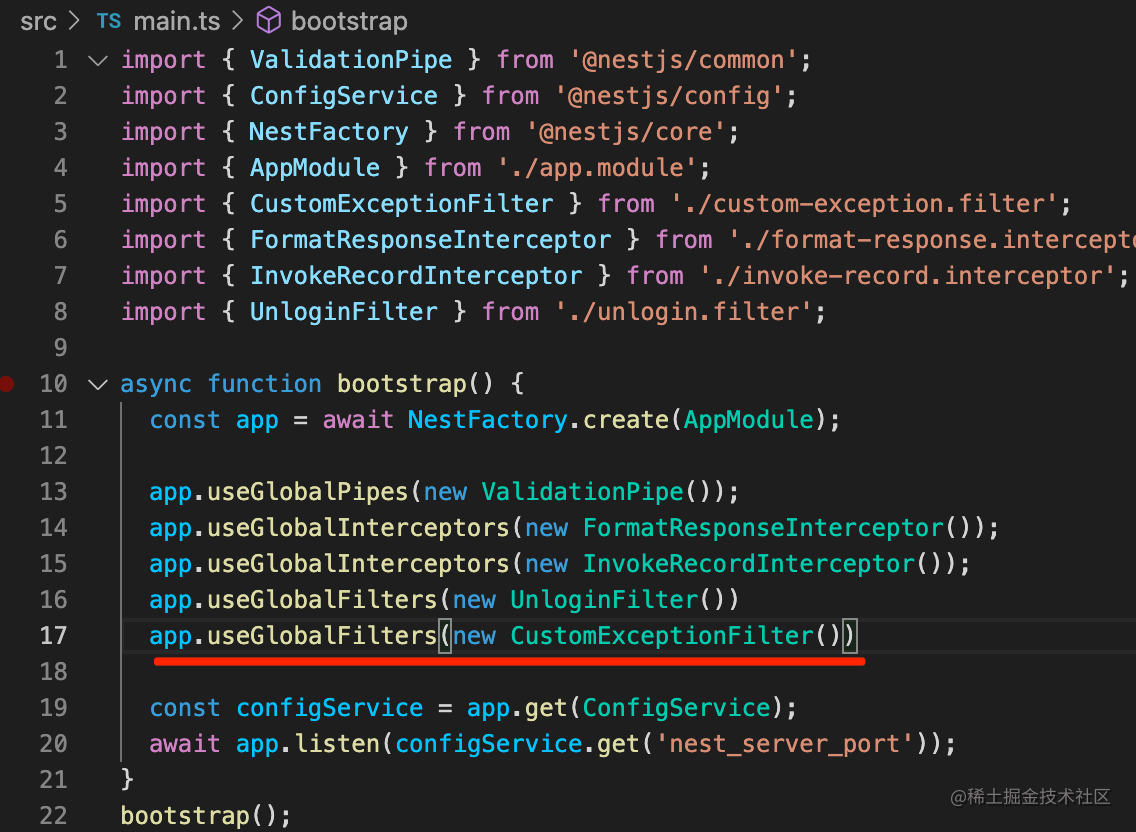 src > TS main.ts > bootstrap
1 import { ValidationPipe } from '@nestjs/common';
2 import { ConfigService } from '@nestjs/config';
3 import { NestFactory } from '@nestjs/core';
4 import { AppModule } from './app.module';
5 import { CustomExceptionFilter } from './custom-exception.filter';
6 import { FormatResponseInterceptor } from './format-response.intercepto
7 import { InvokeRecordInterceptor } from './invoke-record.interceptor';
8 import { UnloginFilter } from './unlogin.filter';
9
10 async function bootstrap() {
11   const app = await NestFactory.create(AppModule);
12
13   app.useGlobalPipes(new ValidationPipe());
14   app.useGlobalInterceptors(new FormatResponseInterceptor());
15   app.useGlobalInterceptors(new InvokeRecordInterceptor());
16   app.useGlobalFilters(new UnloginFilter())
17   app.useGlobalFilters(new CustomExceptionFilter())
18
19   const configService = app.get(ConfigService);
20   await app.listen(configService.get('nest_server_port'));
21 }
22 bootstrap();
@稀土掘金技术社区